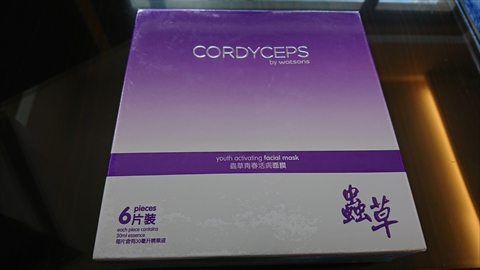 CORDYCEPS
by watsons
youth activating facial mask
蟲草青春活肌面膜
6 pieces
片裝
each piece contains
30ml essence
每片含有30毫升精華液
蟲草